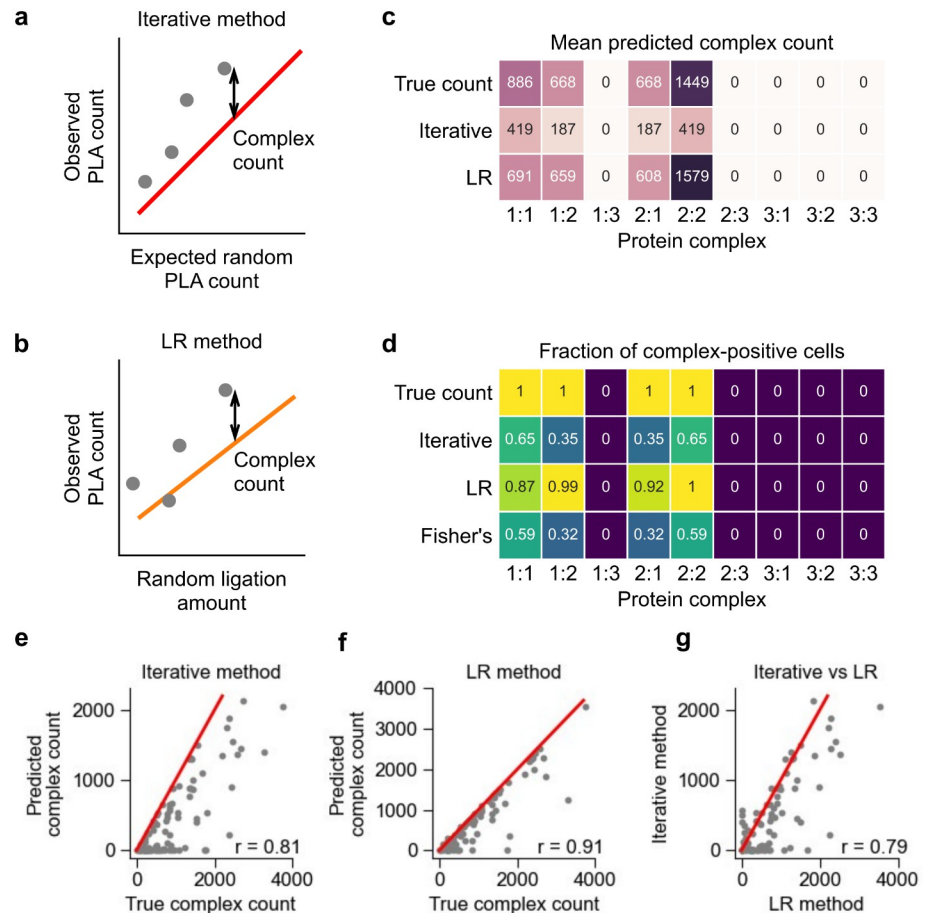 a
Iterative method
Observed
PLA count
Complex
count
Expected random
PLA count
b
LR method
Observed
PLA count
Complex
count
Random ligation
amount
c
Mean predicted complex count
True count 886 668 0 668 1449 0 0 0 0
Iterative 419 187 0 187 419 0 0 0 0
LR 691 659 0 608 1579 0 0 0 0
1:1 1:2 1:3 2:1 2:2 2:3 3:1 3:2 3:3
Protein complex
d
Fraction of complex-positive cells
True count 1 1 0 1 1 0 0 0 0
Iterative 0.65 0.35 0 0.35 0.65 0 0 0 0
LR 0.87 0.99 0 0.92 1 0 0 0 0
Fisher's 0.59 0.32 0 0.32 0.59 0 0 0 0
1:1 1:2 1:3 2:1 2:2 2:3 3:1 3:2 3:3
Protein complex
e
Iterative method
Predicted
complex count
2000
1000
0
r = 0.81
0 2000 4000
True complex count
f
LR method
Predicted
complex count
4000
3000
2000
1000
0
r = 0.91
0 2000 4000
True complex count
g
Iterative vs LR
Iterative method
2000
1000
0
r = 0.79
0 2000 4000
LR method